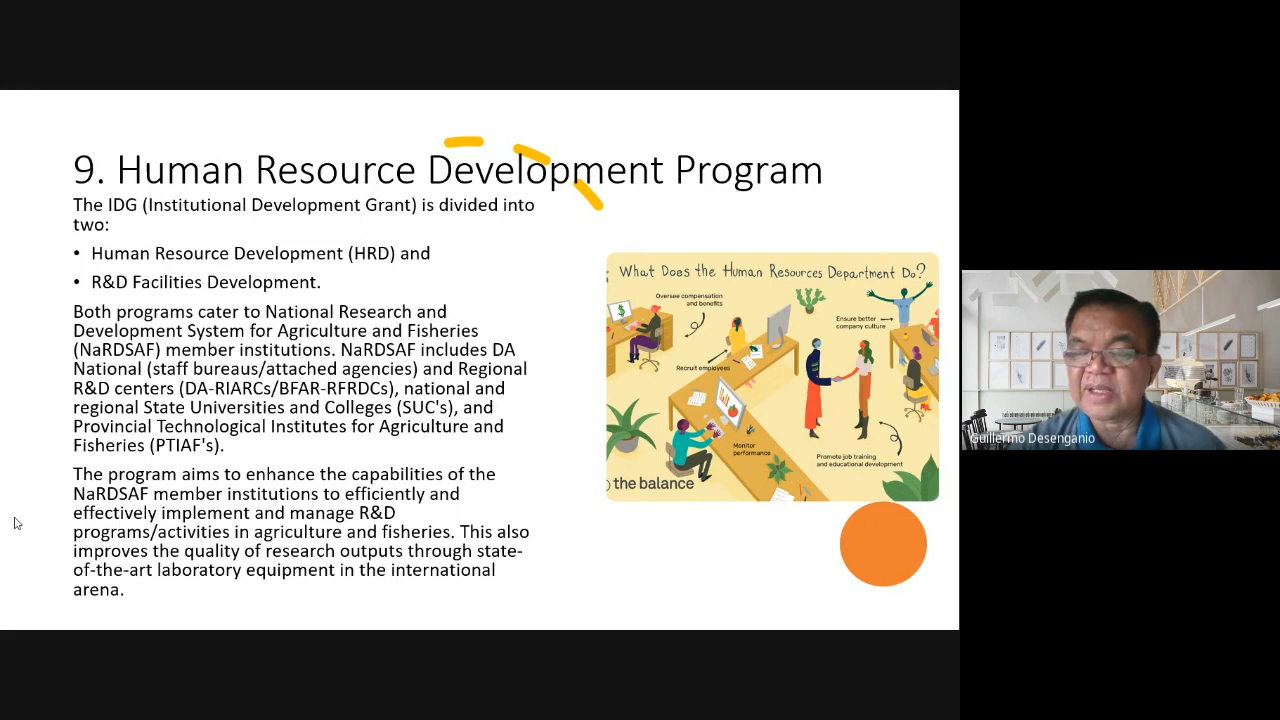 9. Human Resource Development Program
The IDG (Institutional Development Grant) is divided into
two:
• Human Resource Development (HRD) and
• R&D Facilities Development.
Both programs cater to National Research and
Development System for Agriculture and Fisheries
(NaRDSAF) member institutions. NaRDSAF includes DA
National (staff bureaus/attached agencies) and Regional
R&D centers (DA-RIARCs/BFAR-RFRDCs), national and
regional State Universities and Colleges (SUC's), and
Provincial Technological Institutes for Agriculture and
Fisheries (PTIAF's).
The program aims to enhance the capabilities of the
NaRDSAF member institutions to efficiently and
effectively implement and manage R&D
programs/activities in agriculture and fisheries. This also
improves the quality of research outputs through state-
of-the-art laboratory equipment in the international
arena.
What Does the Human Resources Department Do?
Oversee compensation
and benefits
Ensure better
company culture
Recruit employees
$
Monitor
performance
Promote job training
and educational development
the balance
Guillermo Desenganio